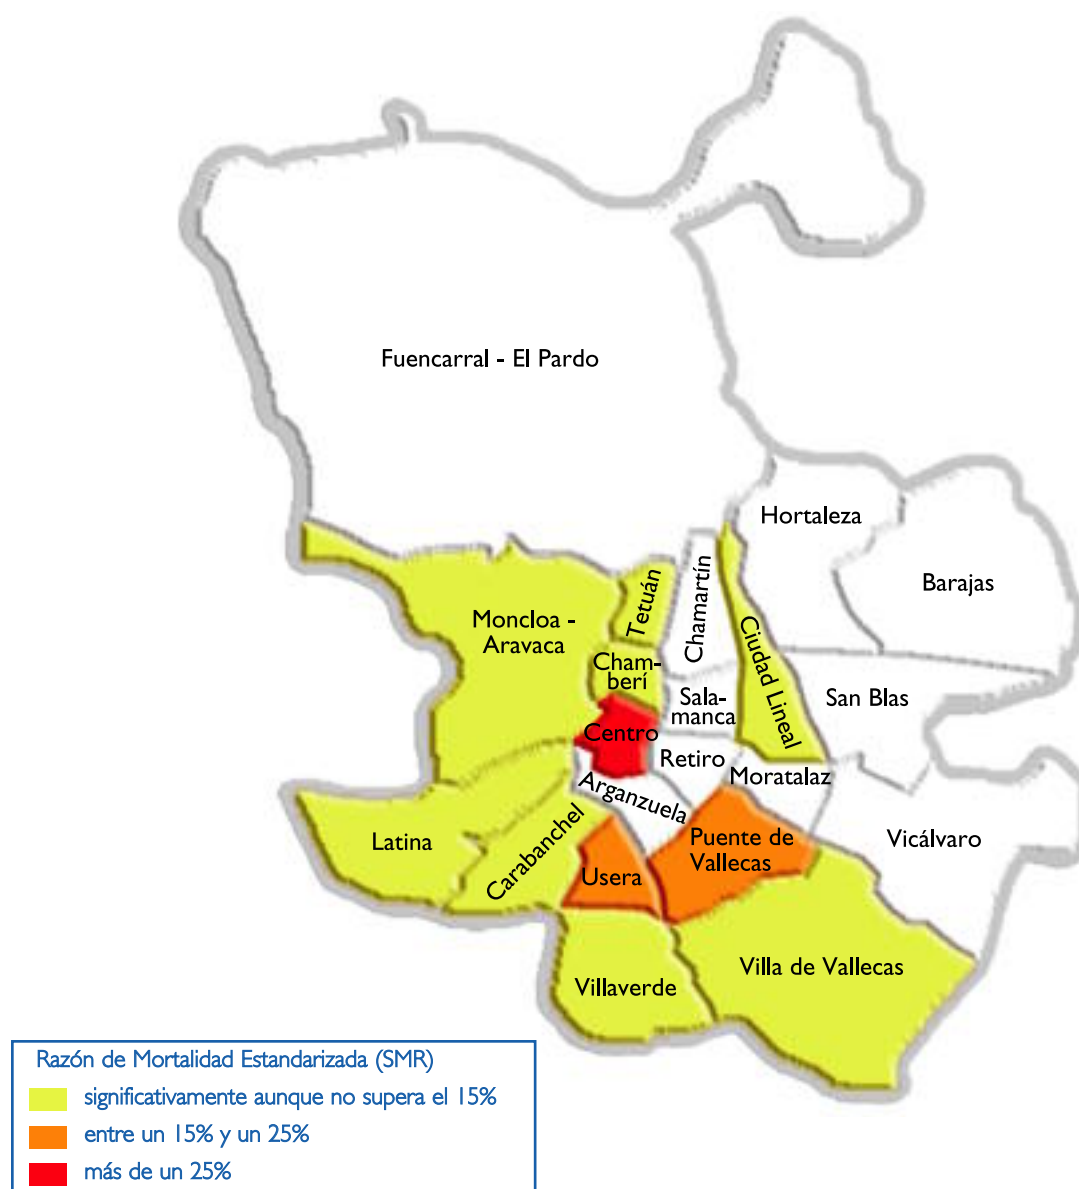 Fuencarral - El Pardo
Hortaleza
Barajas
Tetuán
Chamartín
Moncloa -
Aravaca
Ciudad Lineal
Cham-
berí
Sala-
manca
San Blas
Centro
Retiro
Moratalaz
Arganzuela
Latina
Carabanchel
Usera
Puente de
Vallecas
Vicálvaro
Villaverde
Villa de Vallecas
Razón de Mortalidad Estandarizada (SMR)
significativamente aunque no supera el 15%
entre un 15% y un 25%
más de un 25%